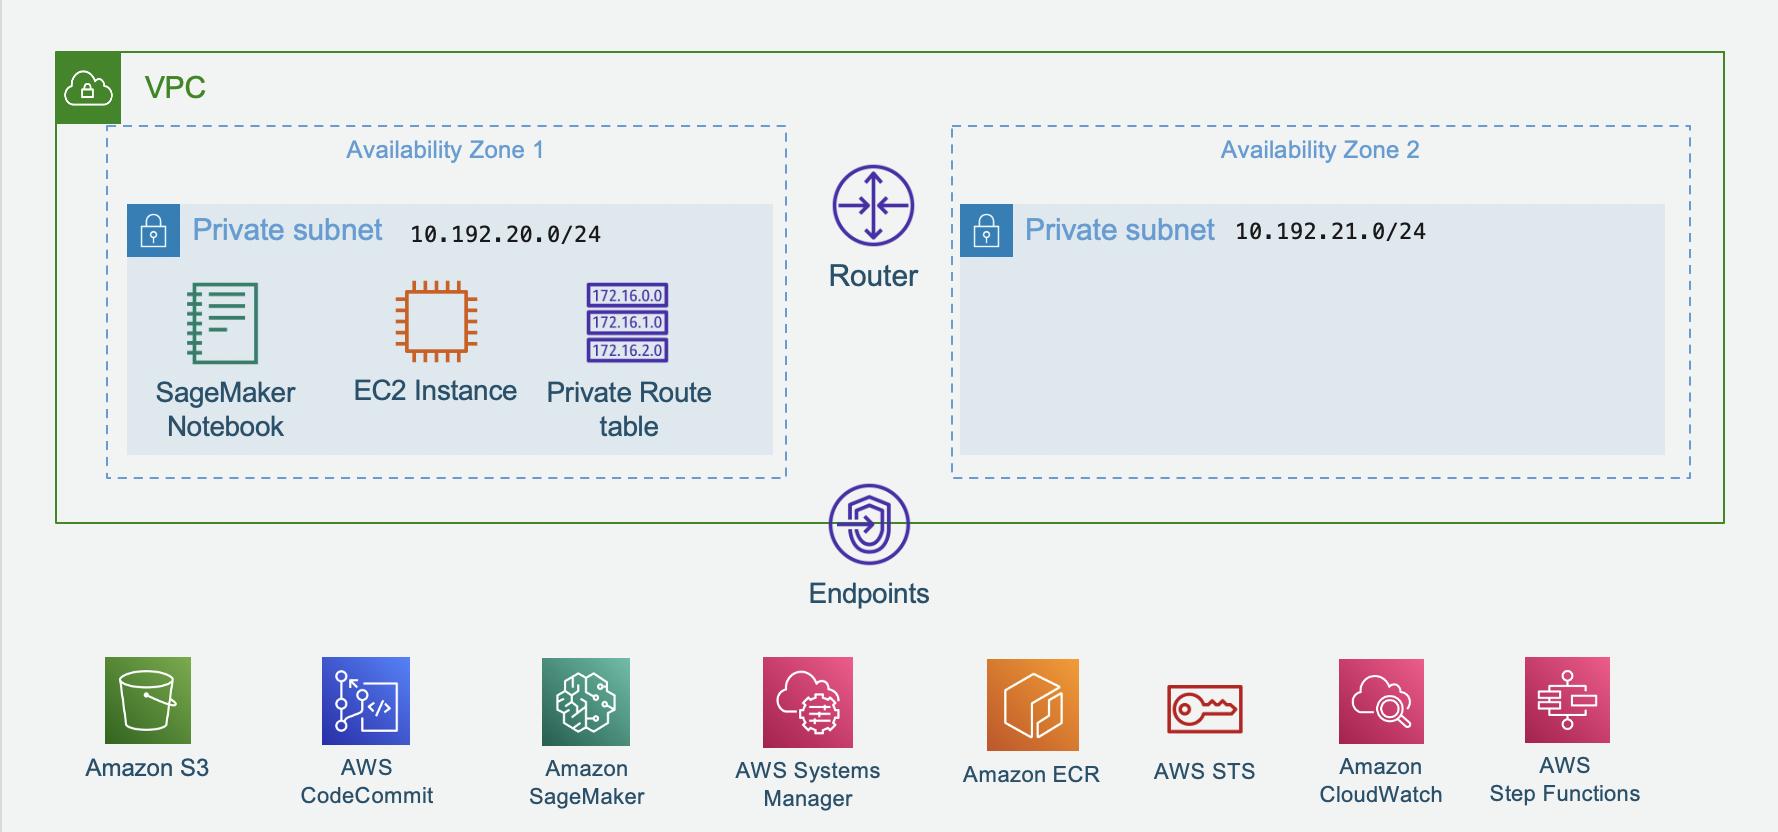 VPC
Availability Zone 1
Availability Zone 2
Private subnet 10.192.20.0/24
Private subnet 10.192.21.0/24
Router
172.16.0.0
172.16.1.0
172.16.2.0
SageMaker
Notebook
EC2 Instance
Private Route
table
Endpoints
Amazon S3
AWS
CodeCommit
Amazon
SageMaker
AWS Systems
Manager
Amazon ECR
AWS STS
Amazon
CloudWatch
AWS
Step Functions